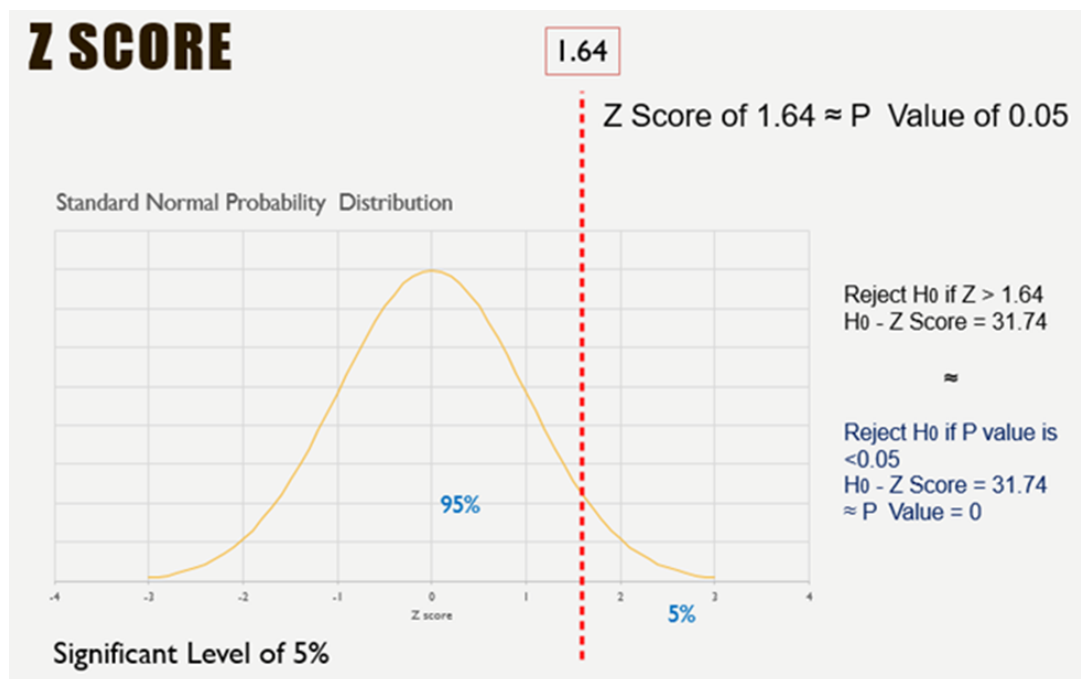 Z SCORE
1.64
Z Score of 1.64 ≈ P Value of 0.05
Standard Normal Probability Distribution
Reject H0 if Z > 1.64
H0 - Z Score = 31.74
≈
Reject H0 if P value is
<0.05
H0 - Z Score = 31.74
≈ P Value = 0
95%
-4 -3 -2 -1 0 1 2 3 4
Z score
5%
Significant Level of 5%